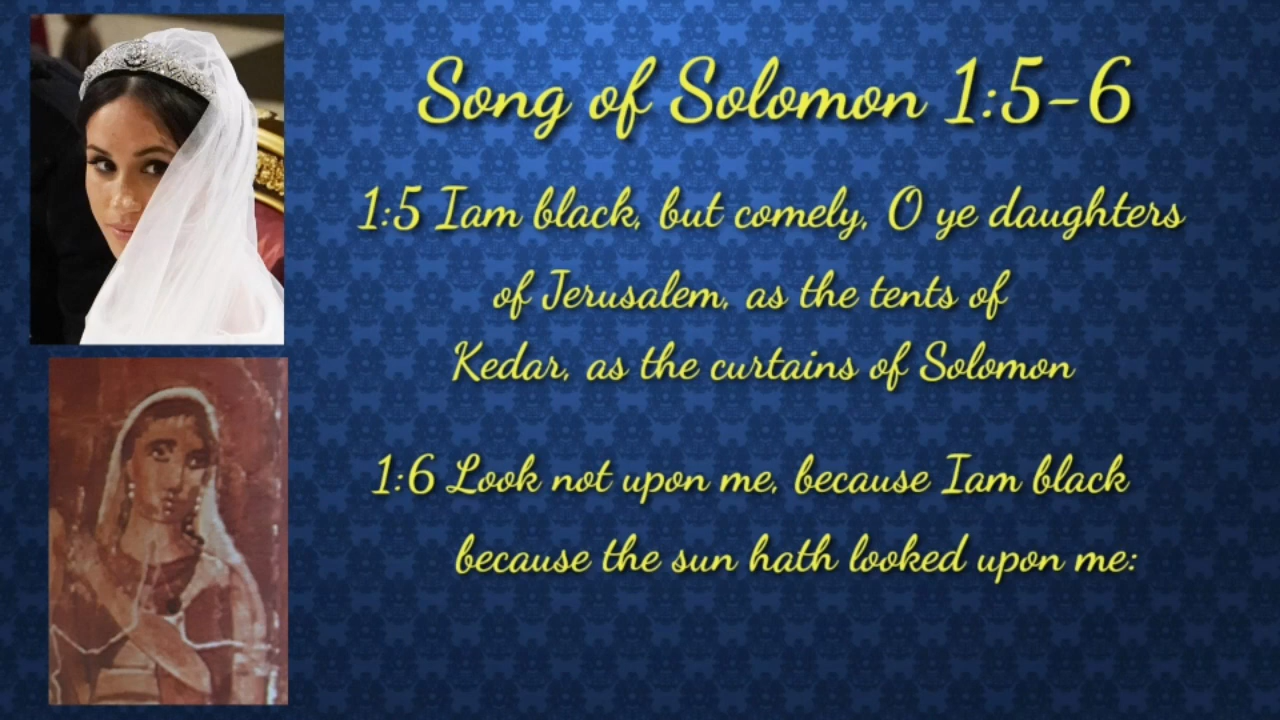 Song of Solomon 1:5-6
1:5 Iam black, but comely, O ye daughters
of Jerusalem, as the tents of
Kedar, as the curtains of Solomon
1:6 Look not upon me, because Iam black
because the sun hath looked upon me: